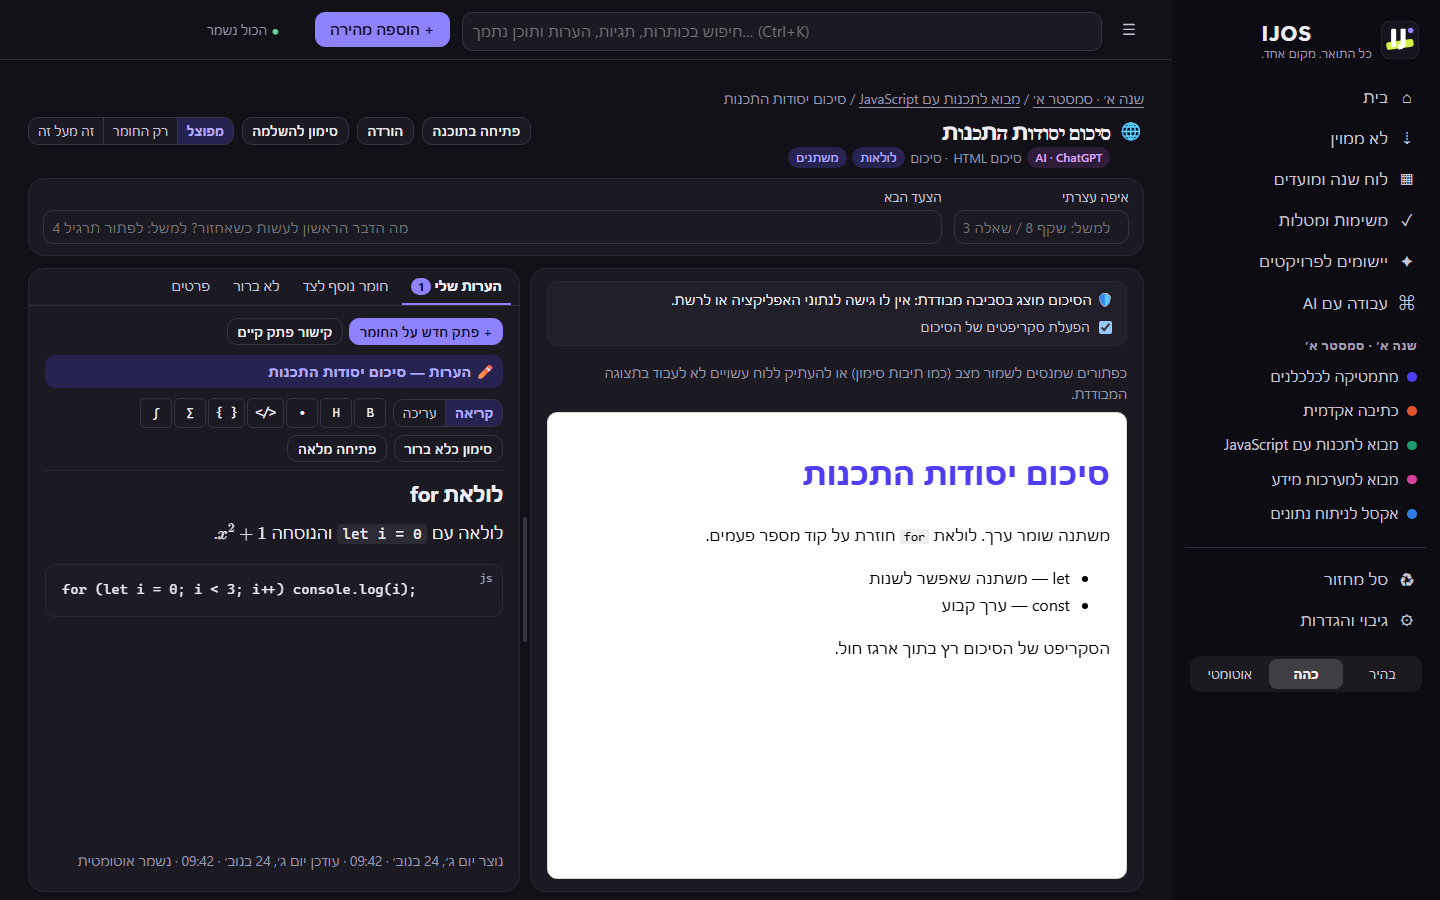 IJOS
כל התואר. מקום אחד.
בית
לא ממוין
לוח שנה ומועדים
משימות ומטלות
יישומים לפרויקטים
עבודה עם AI
שנה א׳ · סמסטר א׳
מתמטיקה לכלכלנים
כתיבה אקדמית
מבוא לתכנות עם JavaScript
מבוא למערכות מידע
אקסל לניתוח נתונים
סל מחזור
גיבוי והגדרות
בהיר כהה אוטומטי
חיפוש בכותרות, תגיות, הערות ותוכן נתמך... (Ctrl+K)
+ הוספה מהירה
הכול נשמר
שנה א׳ · סמסטר א׳ / מבוא לתכנות עם JavaScript / סיכום יסודות התכנות
סיכום יסודות התכנות
AI · ChatGPT סיכום HTML · סיכום לולאות משתנים
פתיחה בתוכנה הורדה סימון להשלמה מפוצל רק החומר זה מעל זה
איפה עצרתי
למשל: שקף 8 / שאלה 3
הצעד הבא
מה הדבר הראשון לעשות כשאחזור? למשל: לפתור תרגיל 4
הסיכום מוצג בסביבה מבודדת: אין לו גישה לנתוני האפליקציה או לרשת.
הפעלת סקריפטים של הסיכום
כפתורים שמנסים לשמור מצב (כמו תיבות סימון) או להעתיק ללוח עשויים לא לעבוד בתצוגה
המבודדת.
סיכום יסודות התכנות
משתנה שומר ערך. לולאת for חוזרת על קוד מספר פעמים.
• let — משתנה שאפשר לשנות
• const — ערך קבוע
הסקריפט של הסיכום רץ בתוך ארגז חול.
הערות שלי 1 חומר נוסף לצד לא ברור פרטים
+ פתק חדש על החומר קישור פתק קיים
הערות — סיכום יסודות התכנות
קריאה עריכה B H • </> { } Σ ∫
סימון כלא ברור פתיחה מלאה
לולאת for
לולאה עם let i = 0 והנוסחה x² + 1.
js
for (let i = 0; i < 3; i++) console.log(i);
נוצר יום ג׳, 24 בנוב׳ · 09:42 · עודכן יום ג׳, 24 בנוב׳ · 09:42 · נשמר אוטומטית